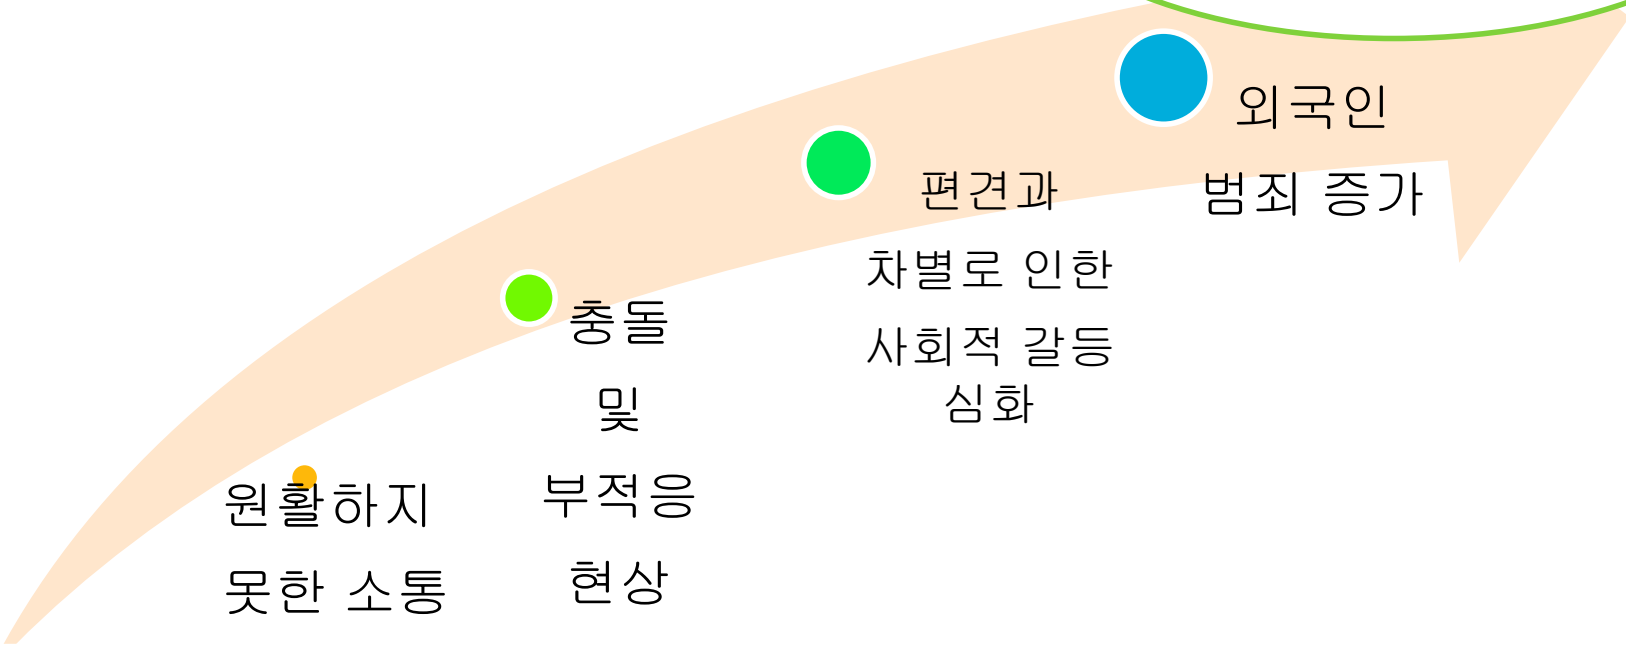 원활하지
못한 소통
충돌
및
부적응
현상
편견과
차별로 인한
사회적 갈등
심화
외국인
범죄 증가